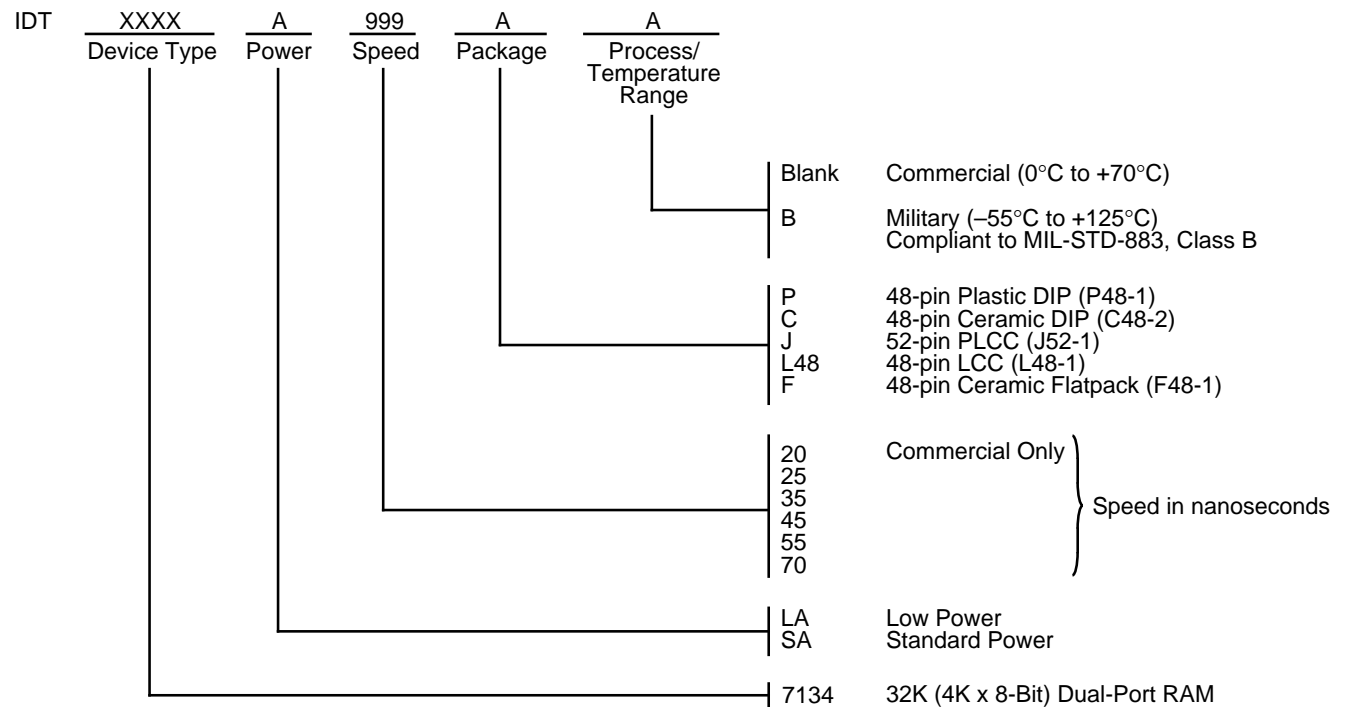 IDT XXXX A 999 A A
Device Type Power Speed Package Process/
Temperature
Range
Blank Commercial (0°C to +70°C)
B Military (–55°C to +125°C)
Compliant to MIL-STD-883, Class B
P 48-pin Plastic DIP (P48-1)
C 48-pin Ceramic DIP (C48-2)
J 52-pin PLCC (J52-1)
L48 48-pin LCC (L48-1)
F 48-pin Ceramic Flatpack (F48-1)
20 Commercial Only
25
35
Speed in nanoseconds
45
55
70
LA Low Power
SA Standard Power
7134 32K (4K x 8-Bit) Dual-Port RAM